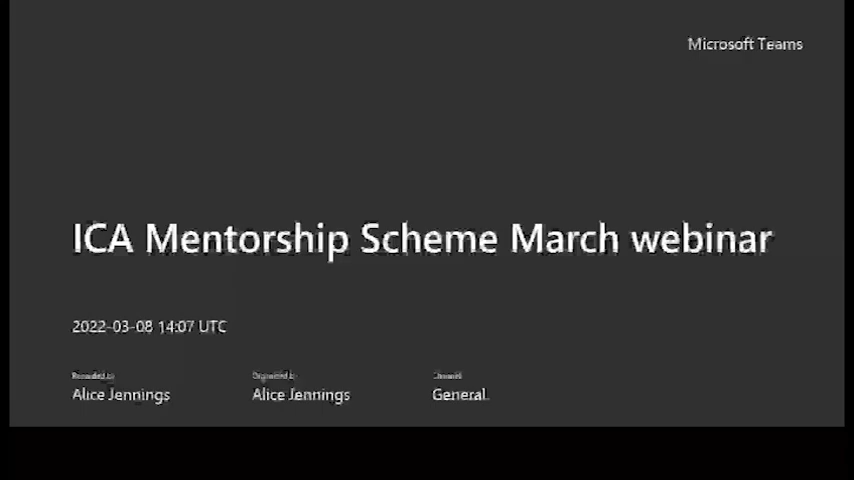 Microsoft Teams
ICA Mentorship Scheme March webinar
2022-03-08 14:07 UTC
Recorded by Organized by Channel
Alice Jennings Alice Jennings General